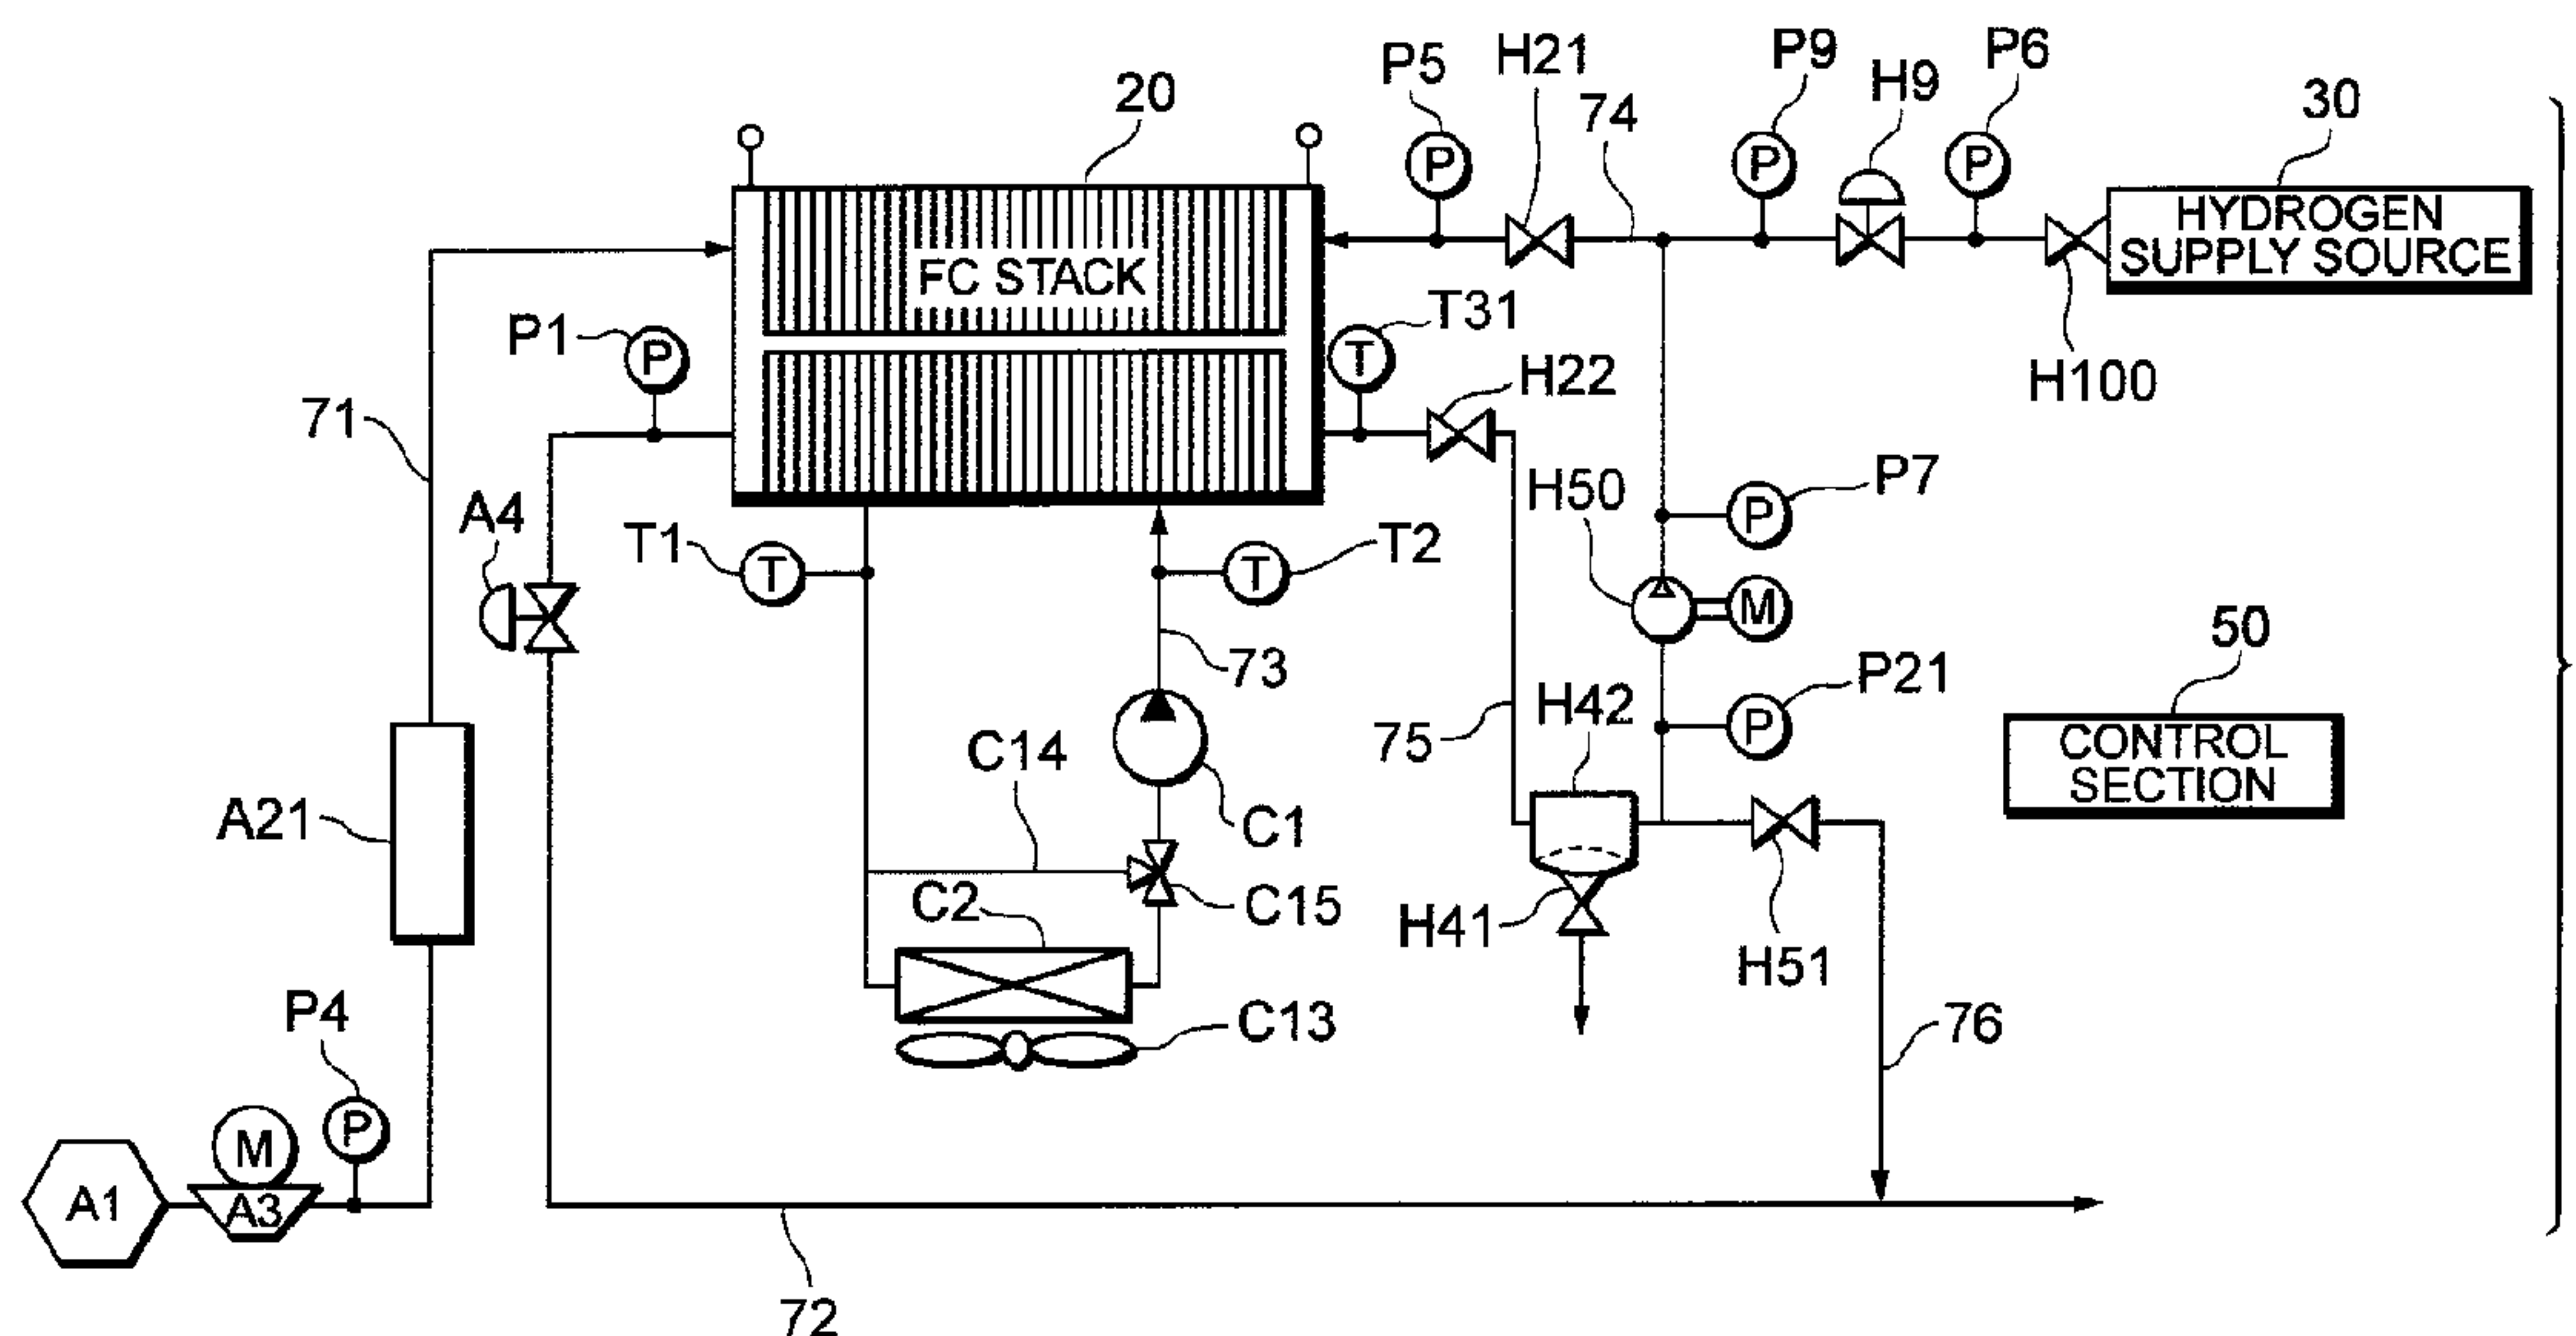 P9
P6
P5
H21
H9
20
74
30
P
P
P
HYDROGEN
SUPPLY SOURCE
FC STACK
T31
P1
P
T
H22
H100
71
H50
P7
A4
P
T1
T
T
T2
M
50
73
P21
H42
C14
75
P
CONTROL
SECTION
A21
C1
C2
C15
H41
H51
P4
C13
76
M
P
A1
A3
72